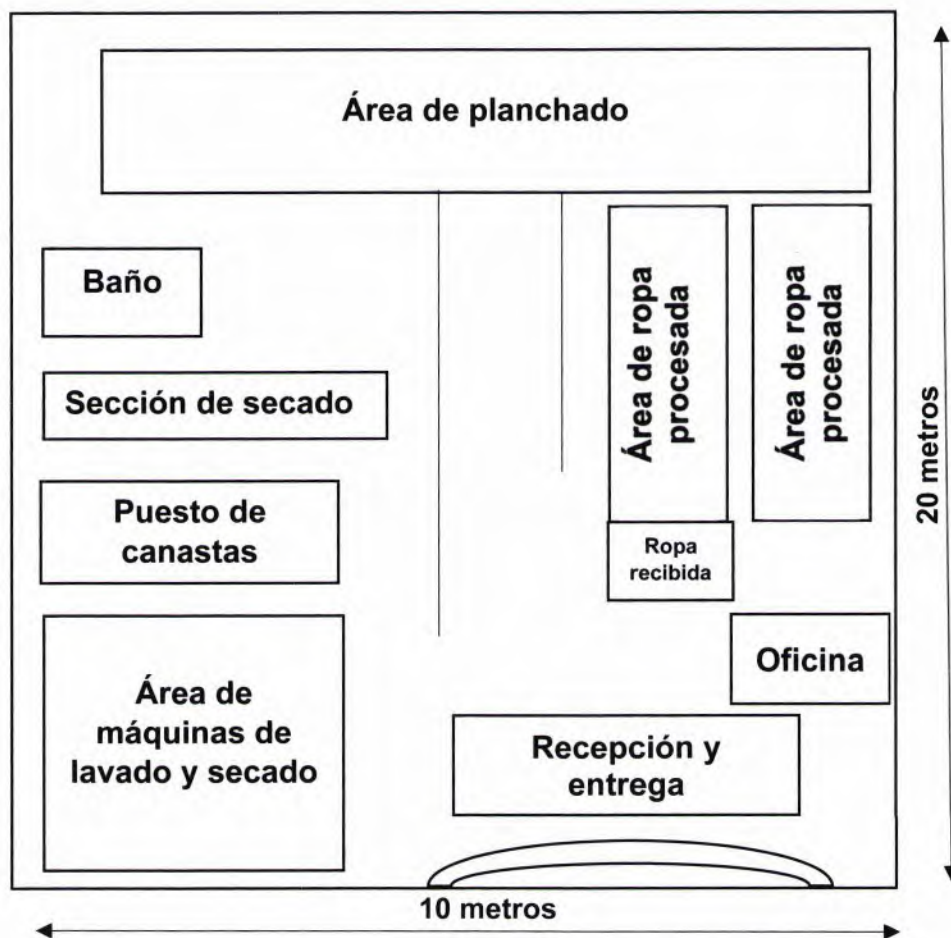 Área de planchado
Baño
Área de ropa
procesada
Área de ropa
procesada
Sección de secado
Puesto de
canastas
Ropa
recibida
Área de
máquinas de
lavado y secado
Oficina
Recepción y
entrega
20 metros
10 metros